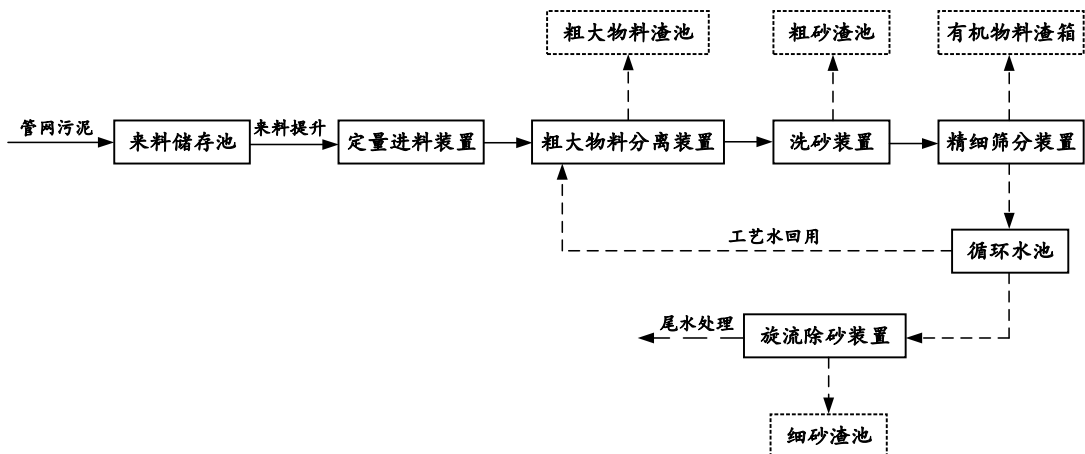 粗大物料渣池
粗砂渣池
有机物料渣箱
管网污泥
来料储存池
来料提升
定量进料装置
粗大物料分离装置
洗砂装置
精细筛分装置
工艺水回用
循环水池
尾水处理
旋流除砂装置
细砂渣池